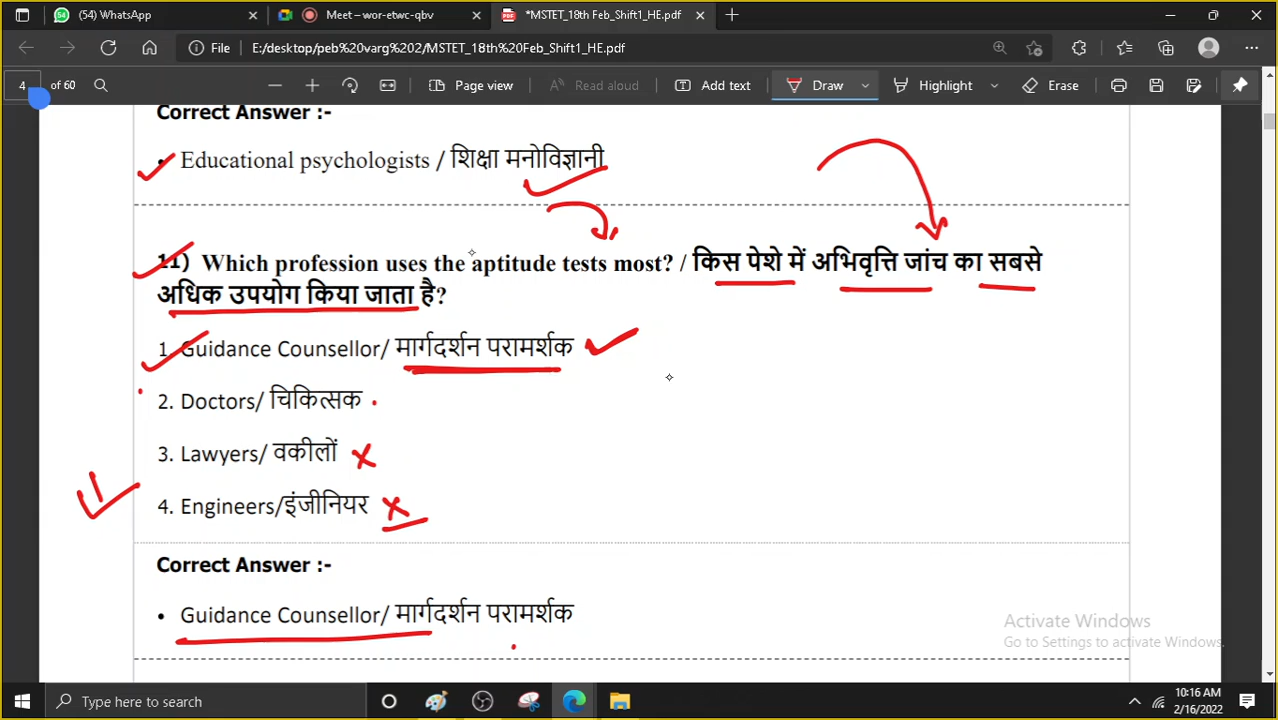 (54) WhatsApp
Meet – wor-etwc-qbv
*MSTET_18th Feb_Shift1_HE.pdf
File
E:/desktop/peb%20varg%202/MSTET_18th%20Feb_Shift1_HE.pdf
4 of 60
Page view
Read aloud
Add text
Draw
Highlight
Erase
Correct Answer :-
• Educational psychologists / शिक्षा मनोविज्ञानी
11) Which profession uses the aptitude tests most? / किस पेशे में अभिवृत्ति जांच का सबसे
अधिक उपयोग किया जाता है?
1. Guidance Counsellor/ मार्गदर्शन परामर्शक
2. Doctors/ चिकित्सक
3. Lawyers/ वकीलों
4. Engineers/इंजीनियर
Correct Answer :-
• Guidance Counsellor/ मार्गदर्शन परामर्शक
Activate Windows
Go to Settings to activate Windows.
Type here to search
10:16 AM
2/16/2022